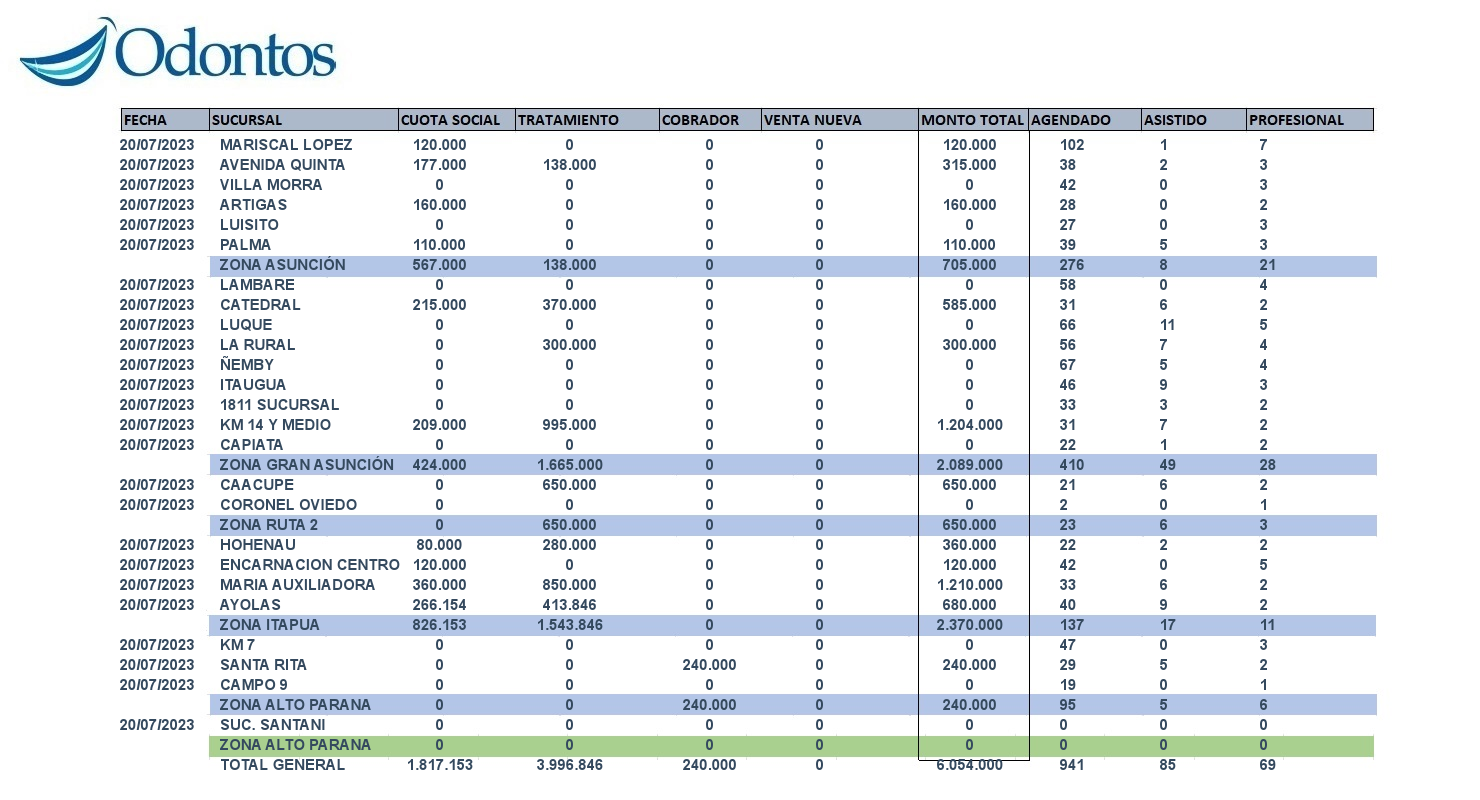 Odontos
FECHA SUCURSAL CUOTA SOCIAL TRATAMIENTO COBRADOR VENTA NUEVA MONTO TOTAL AGENDADO ASISTIDO PROFESIONAL
20/07/2023 MARISCAL LOPEZ 120.000 0 0 0 120.000 102 1 7
20/07/2023 AVENIDA QUINTA 177.000 138.000 0 0 315.000 38 2 3
20/07/2023 VILLA MORRA 0 0 0 0 0 42 0 3
20/07/2023 ARTIGAS 160.000 0 0 0 160.000 28 0 2
20/07/2023 LUISITO 0 0 0 0 0 27 0 3
20/07/2023 PALMA 110.000 0 0 0 110.000 39 5 3
ZONA ASUNCIÓN 567.000 138.000 0 0 705.000 276 8 21
20/07/2023 LAMBARE 0 0 0 0 0 58 0 4
20/07/2023 CATEDRAL 215.000 370.000 0 0 585.000 31 6 2
20/07/2023 LUQUE 0 0 0 0 0 66 11 5
20/07/2023 LA RURAL 0 300.000 0 0 300.000 56 7 4
20/07/2023 ÑEMBY 0 0 0 0 0 67 5 4
20/07/2023 ITAUGUA 0 0 0 0 0 46 9 3
20/07/2023 1811 SUCURSAL 0 0 0 0 0 33 3 2
20/07/2023 KM 14 Y MEDIO 209.000 995.000 0 0 1.204.000 31 7 2
20/07/2023 CAPIATA 0 0 0 0 0 22 1 2
ZONA GRAN ASUNCIÓN 424.000 1.665.000 0 0 2.089.000 410 49 28
20/07/2023 CAACUPE 0 650.000 0 0 650.000 21 6 2
20/07/2023 CORONEL OVIEDO 0 0 0 0 0 2 0 1
ZONA RUTA 2 0 650.000 0 0 650.000 23 6 3
20/07/2023 HOHENAU 80.000 280.000 0 0 360.000 22 2 2
20/07/2023 ENCARNACION CENTRO 120.000 0 0 0 120.000 42 0 5
20/07/2023 MARIA AUXILIADORA 360.000 850.000 0 0 1.210.000 33 6 2
20/07/2023 AYOLAS 266.154 413.846 0 0 680.000 40 9 2
ZONA ITAPUA 826.153 1.543.846 0 0 2.370.000 137 17 11
20/07/2023 KM 7 0 0 0 0 0 47 0 3
20/07/2023 SANTA RITA 0 0 240.000 0 240.000 29 5 2
20/07/2023 CAMPO 9 0 0 0 0 0 19 0 1
ZONA ALTO PARANA 0 0 240.000 0 240.000 95 5 6
20/07/2023 SUC. SANTANI 0 0 0 0 0 0 0 0
ZONA ALTO PARANA 0 0 0 0 0 0 0 0
TOTAL GENERAL 1.817.153 3.996.846 240.000 0 6.054.000 941 85 69